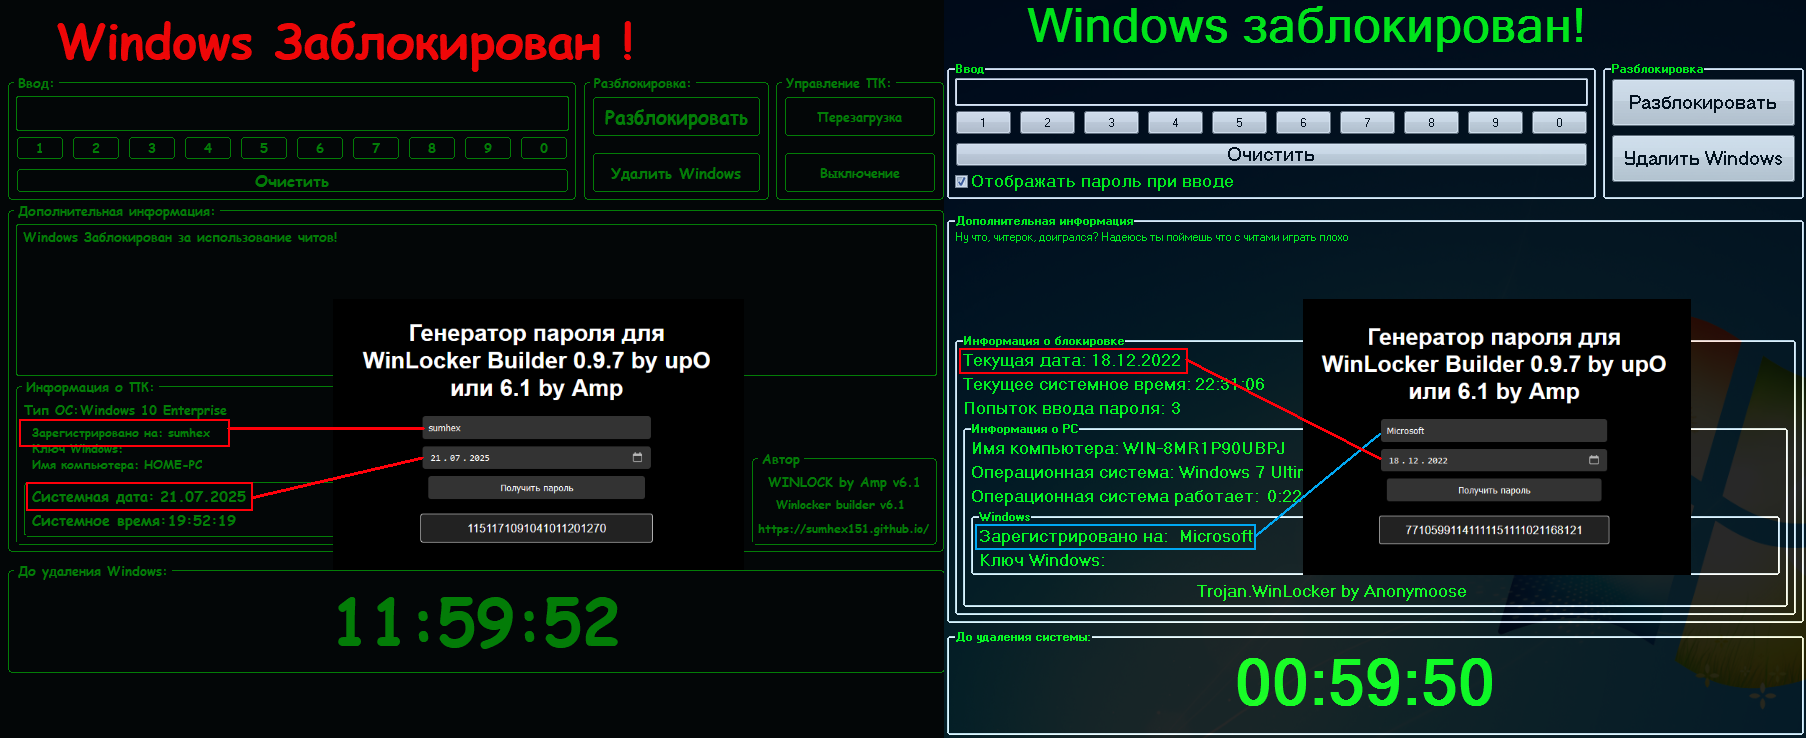 Windows Заблокирован !
Ввод:
1 2 3 4 5 6 7 8 9 0
Очистить
Разблокировка:
Разблокировать
Удалить Windows
Управление ПК:
Перезагрузка
Выключение
Дополнительная информация:
Windows Заблокирован за использование читов!
Информация о ПК:
Тип ОС:Windows 10 Enterprise
Зарегистрировано на: sumhex
Ключ Windows:
Имя компьютера: HOME-PC
Системная дата: 21.07.2025
Системное время:19:52:19
Генератор пароля для
WinLocker Builder 0.9.7 by upO
или 6.1 by Amp
sumhex
21.07.2025
Получить пароль
1151171091041011201270
Автор
WINLOCK by Amp v6.1
Winlocker builder v6.1
https://sumhex151.github.io/
До удаления Windows:
11:59:52
Windows заблокирован!
Ввод
1 2 3 4 5 6 7 8 9 0
Очистить
Отображать пароль при вводе
Разблокировка
Разблокировать
Удалить Windows
Дополнительная информация
Ну что, читерок, доигрался? Надеюсь ты поймешь что с читами играть плохо
Информация о блокировке
Текущая дата: 18.12.2022
Текущее системное время: 22:31:06
Попыток ввода пароля: 3
Информация о PC
Имя компьютера: WIN-8MR1P90UBPJ
Операционная система: Windows 7 Ultir
Операционная система работает: 0:22
Windows
Зарегистрировано на: Microsoft
Ключ Windows:
Генератор пароля для
WinLocker Builder 0.9.7 by upO
или 6.1 by Amp
Microsoft
18.12.2022
Получить пароль
77105991141111151111021168121
Trojan.WinLocker by Anonymoose
До удаления системы:
00:59:50